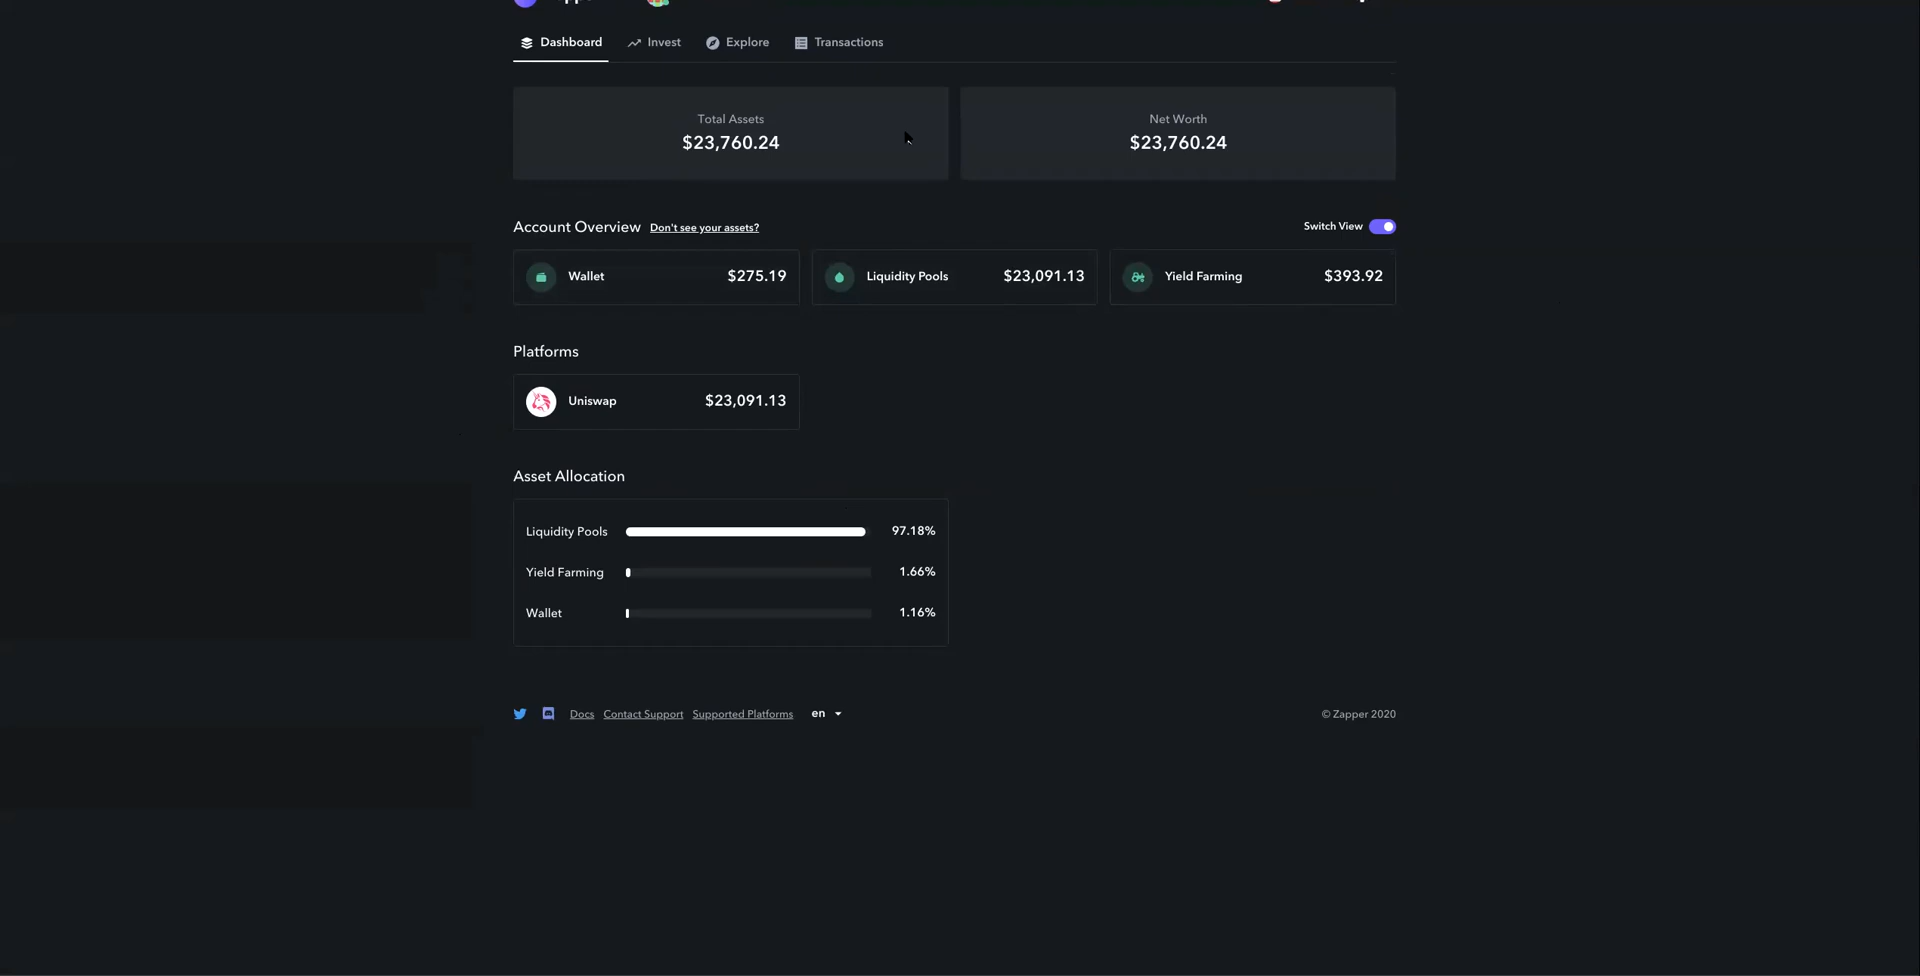 Dashboard Invest Explore Transactions
Total Assets
$23,760.24
Net Worth
$23,760.24
Account Overview Don't see your assets? Switch View
Wallet $275.19
Liquidity Pools $23,091.13
Yield Farming $393.92
Platforms
Uniswap $23,091.13
Asset Allocation
Liquidity Pools 97.18%
Yield Farming 1.66%
Wallet 1.16%
Docs Contact Support Supported Platforms en © Zapper 2020